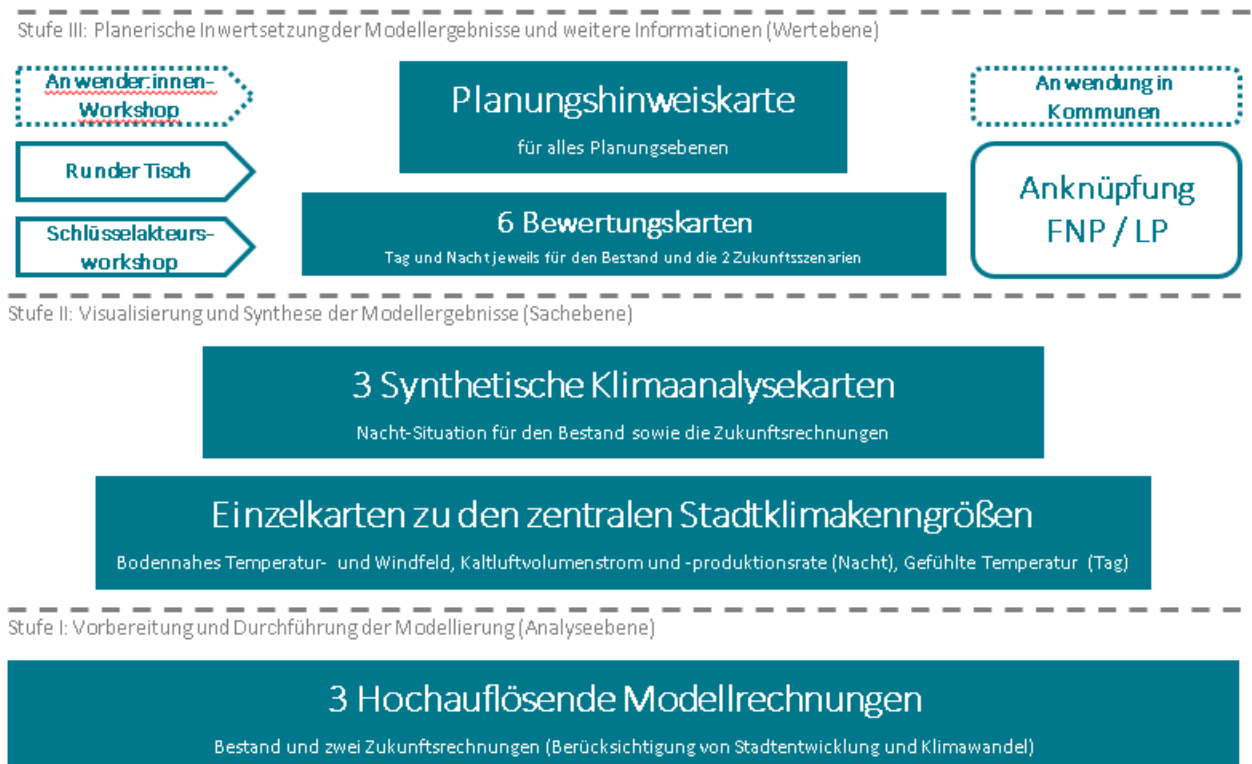 Stufe III: Planerische Inwertsetzung der Modellergebnisse und weitere Informationen (Wertebene)
Anwender:innen-
Workshop
Runder Tisch
Schlüsselakteurs-
workshop
Planungshinweiskarte
für alles Planungsebenen
6 Bewertungskarten
Tag und Nacht jeweils für den Bestand und die 2 Zukunftsszenarien
Anwendung in
Kommunen
Anknüpfung
FNP / LP
Stufe II: Visualisierung und Synthese der Modellergebnisse (Sachebene)
3 Synthetische Klimaanalysekarten
Nacht-Situation für den Bestand sowie die Zukunftsrechnungen
Einzelkarten zu den zentralen Stadtklimakenngrößen
Bodennahes Temperatur- und Windfeld, Kaltluftvolumenstrom und -produktionsrate (Nacht), Gefühlte Temperatur (Tag)
Stufe I: Vorbereitung und Durchführung der Modellierung (Analyseebene)
3 Hochauflösende Modellrechnungen
Bestand und zwei Zukunftsrechnungen (Berücksichtigung von Stadtentwicklung und Klimawandel)